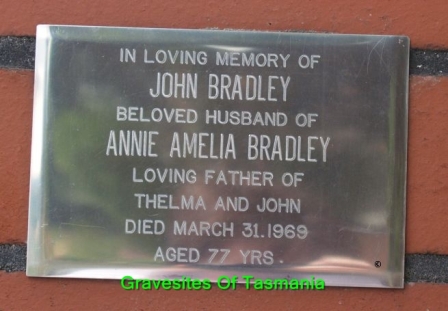 IN LOVING MEMORY OF
JOHN BRADLEY
BELOVED HUSBAND OF
ANNIE AMELIA BRADLEY
LOVING FATHER OF
THELMA AND JOHN
DIED MARCH 31.1969
AGED 77 YRS.
Gravesites Of Tasmania